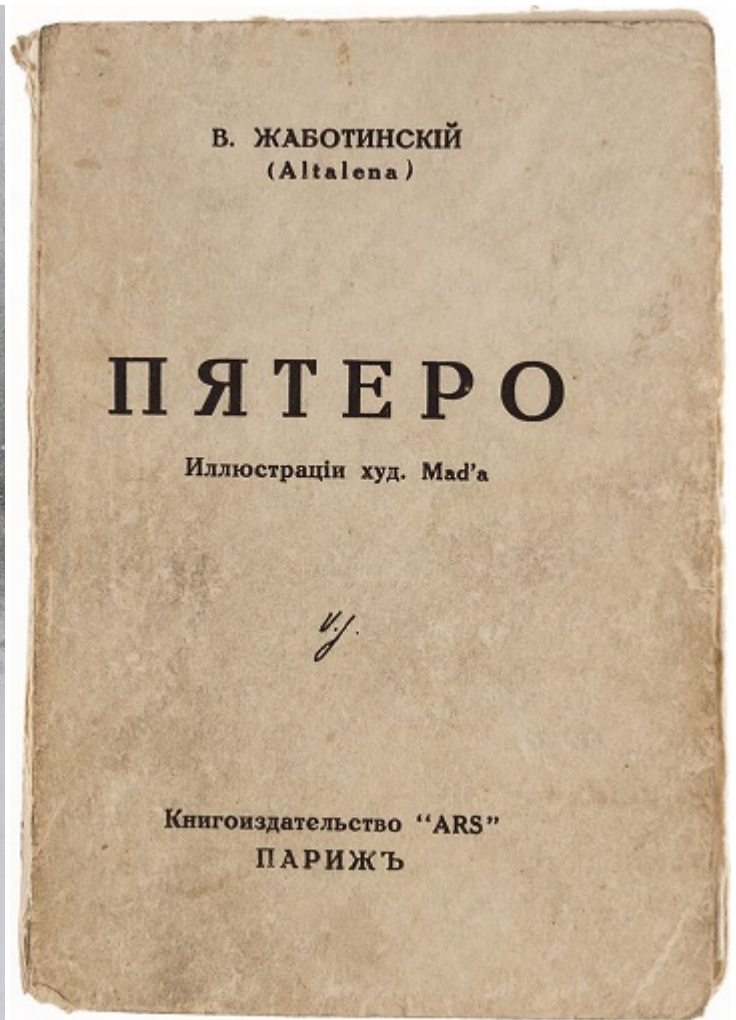 В. ЖАБОТИНСКІЙ
(Altalena)
ПЯТЕРО
Иллюстраціи худ. Mad'a
V.J.
Книгоиздательство “ARS”
ПАРИЖЪ